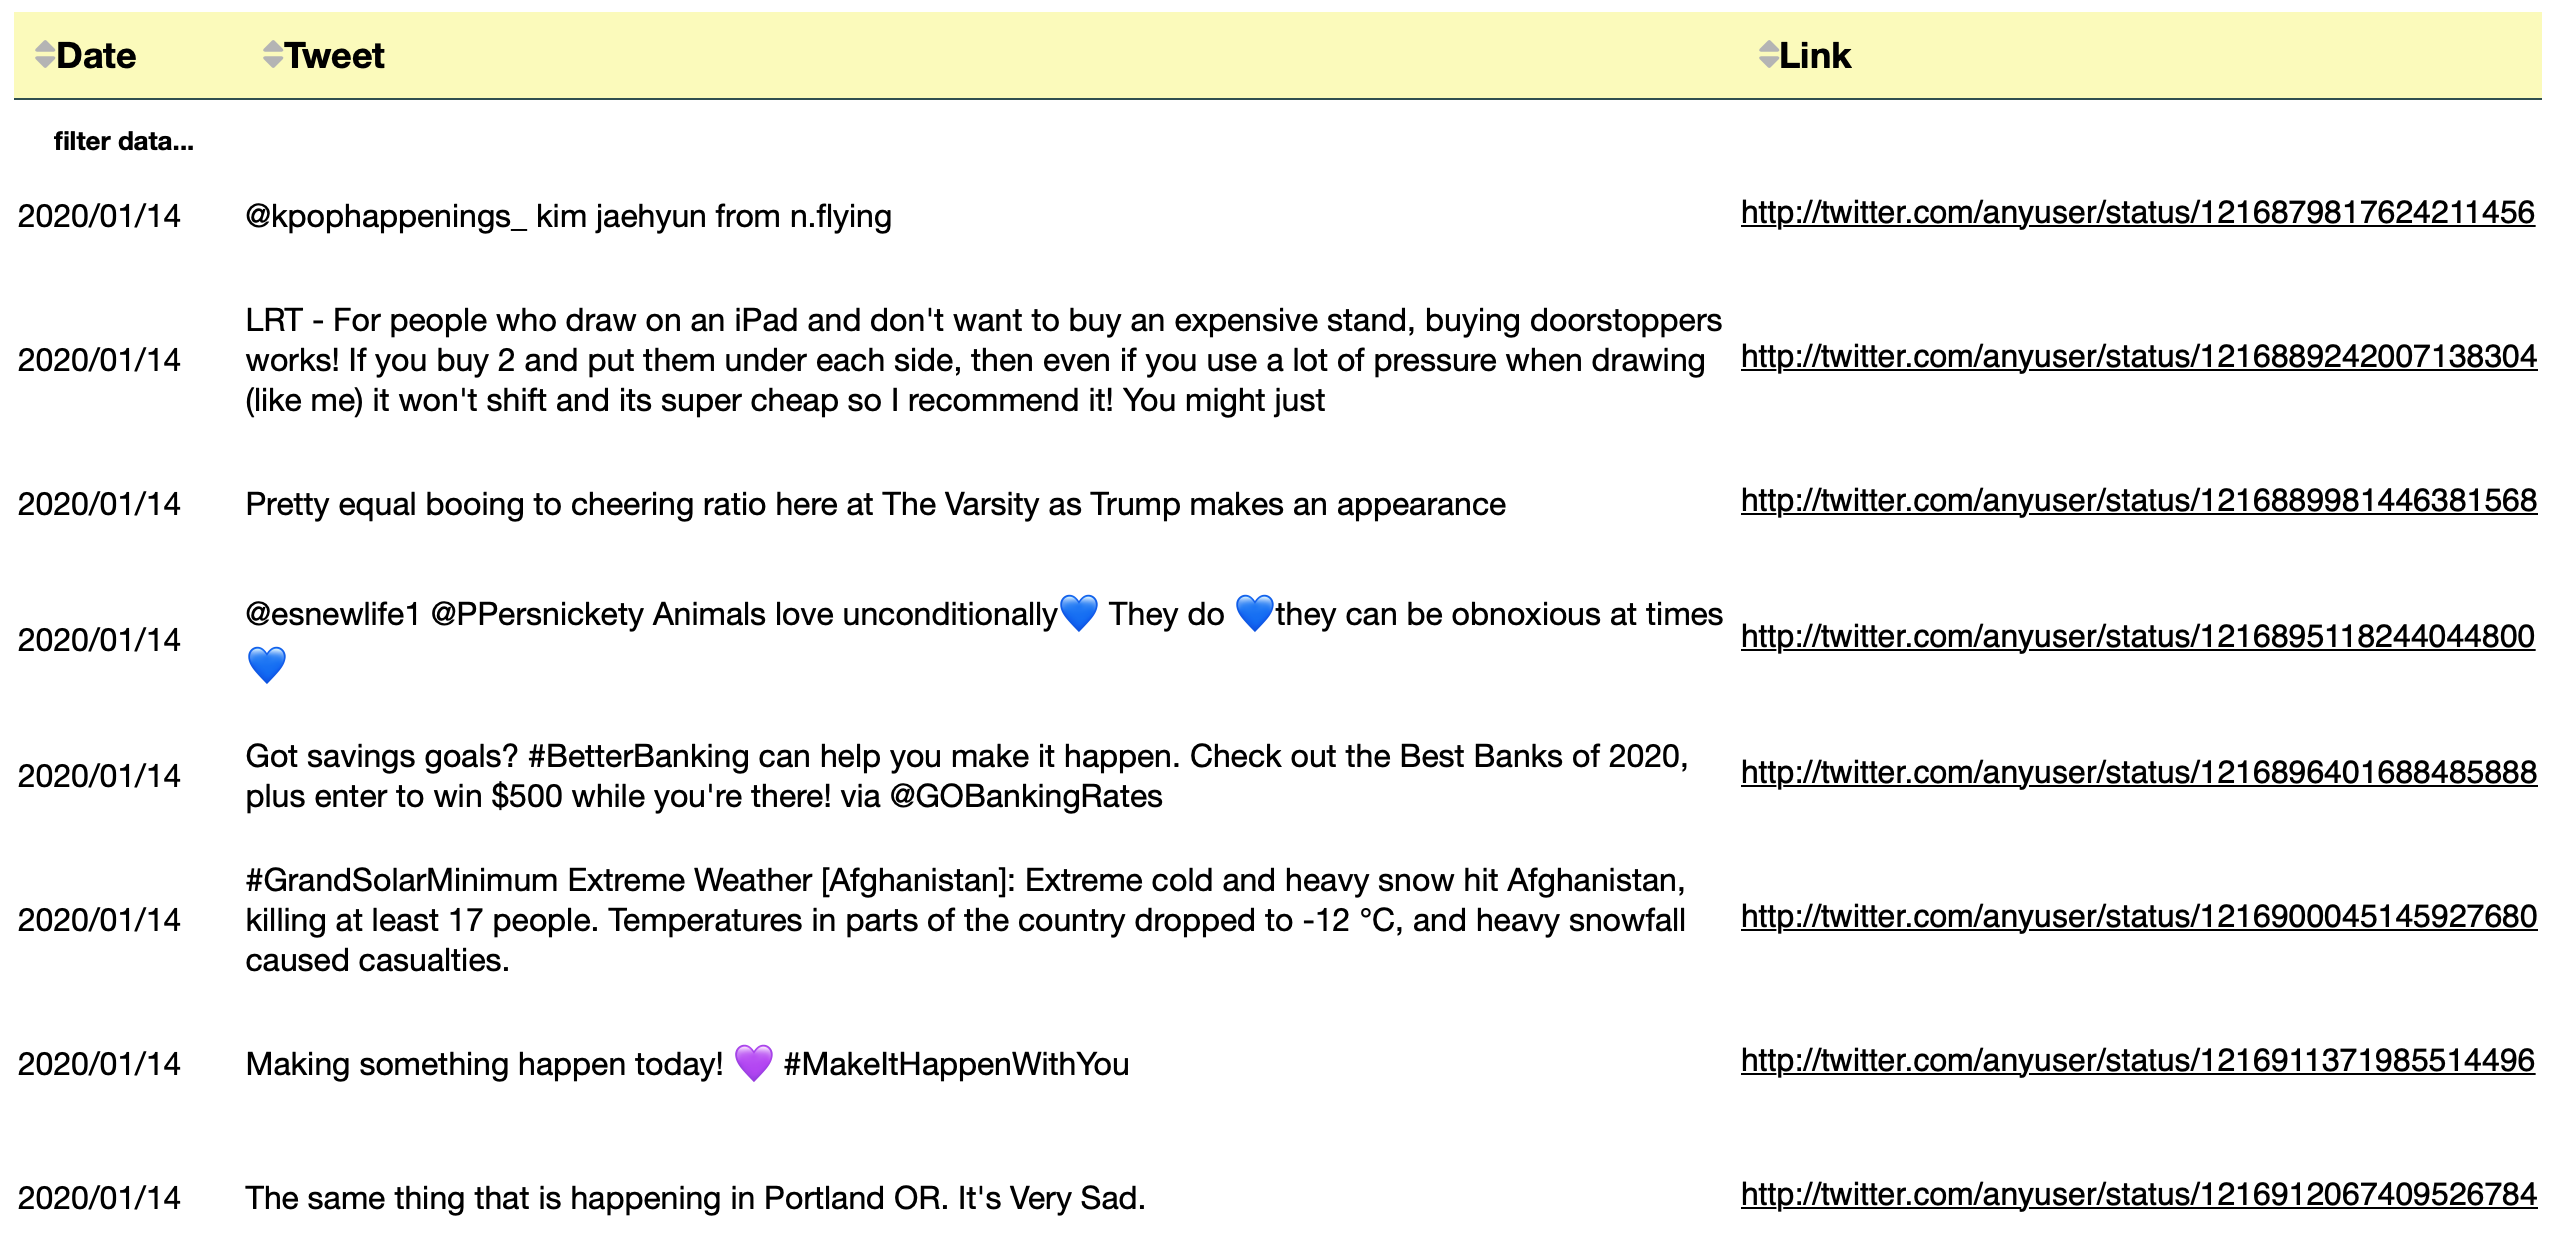 Date Tweet Link
filter data...
2020/01/14 @kpophappenings_ kim jaehyun from n.flying http://twitter.com/anyuser/status/1216879817624211456
LRT - For people who draw on an iPad and don't want to buy an expensive stand, buying doorstoppers
2020/01/14 works! If you buy 2 and put them under each side, then even if you use a lot of pressure when drawing http://twitter.com/anyuser/status/1216889242007138304
(like me) it won't shift and its super cheap so I recommend it! You might just
2020/01/14 Pretty equal booing to cheering ratio here at The Varsity as Trump makes an appearance http://twitter.com/anyuser/status/1216889981446381568
@esnewlife1 @PPersnickety Animals love unconditionally💙 They do 💙they can be obnoxious at times
2020/01/14 http://twitter.com/anyuser/status/1216895118244044800
💙
Got savings goals? #BetterBanking can help you make it happen. Check out the Best Banks of 2020,
2020/01/14 http://twitter.com/anyuser/status/1216896401688485888
plus enter to win $500 while you're there! via @GOBankingRates
#GrandSolarMinimum Extreme Weather [Afghanistan]: Extreme cold and heavy snow hit Afghanistan,
2020/01/14 killing at least 17 people. Temperatures in parts of the country dropped to -12 °C, and heavy snowfall http://twitter.com/anyuser/status/1216900045145927680
caused casualties.
2020/01/14 Making something happen today! 💜 #MakeItHappenWithYou http://twitter.com/anyuser/status/1216911371985514496
2020/01/14 The same thing that is happening in Portland OR. It's Very Sad. http://twitter.com/anyuser/status/1216912067409526784